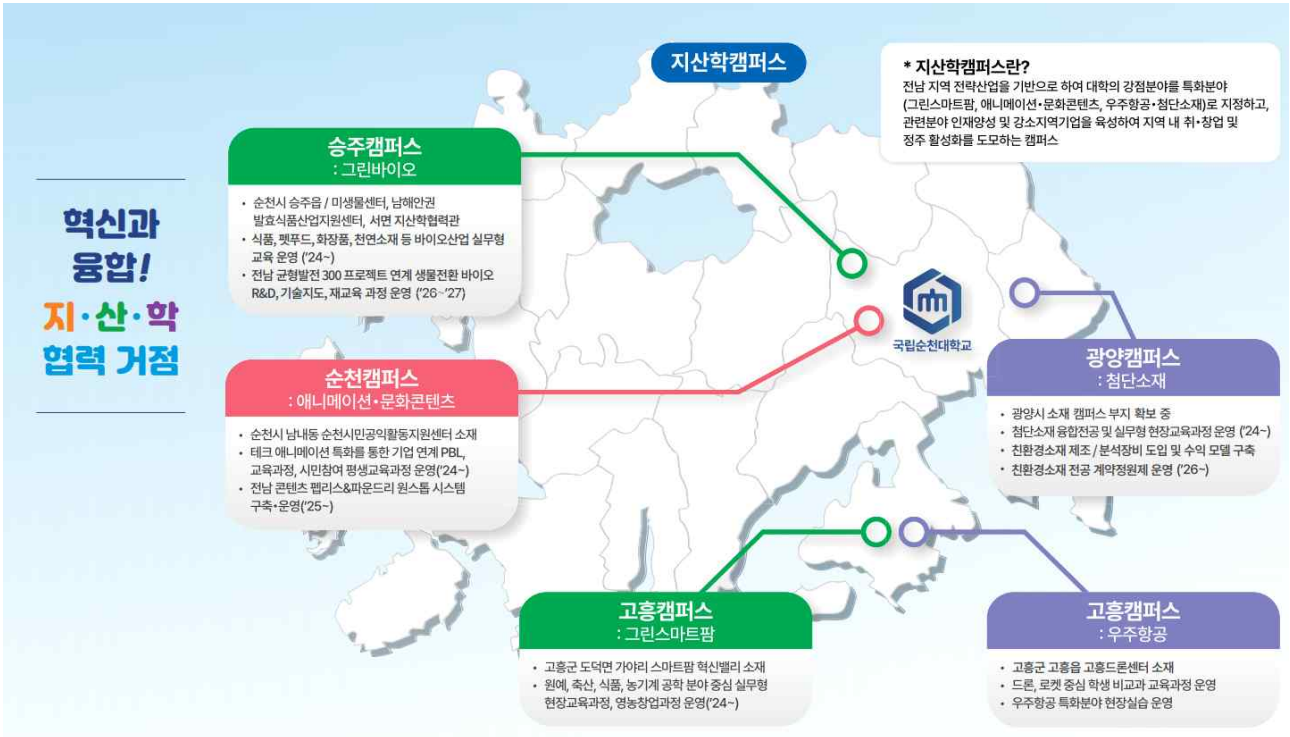 지산학캠퍼스
* 지산학캠퍼스란?
전남 지역 전략산업을 기반으로 하여 대학의 강점분야를 특화분야
(그린스마트팜, 애니메이션·문화콘텐츠, 우주항공·첨단소재)로 지정하고,
관련분야 인재양성 및 강소지역기업을 육성하여 지역 내 취·창업 및
정주 활성화를 도모하는 캠퍼스
혁신과
융합!
지·산·학
협력 거점
승주캠퍼스
: 그린바이오
• 순천시 승주읍 / 미생물센터, 남해안권
발효식품산업지원센터, 서면 지산학협력관
• 식품, 펫푸드, 화장품, 천연소재 등 바이오산업 실무형
교육 운영 ('24~)
• 전남 균형발전 300 프로젝트 연계 생물전환 바이오
R&D, 기술지도, 재교육 과정 운영 ('26~'27)
국립순천대학교
순천캠퍼스
: 애니메이션·문화콘텐츠
• 순천시 남내동 순천시민공익활동지원센터 소재
• 테크 애니메이션 특화를 통한 기업 연계 PBL,
교육과정, 시민참여 평생교육과정 운영('24~)
• 전남 콘텐츠 펩리스&파운드리 원스톱 시스템
구축·운영('25~)
광양캠퍼스
: 첨단소재
• 광양시 소재 캠퍼스 부지 확보 중
• 첨단소재 융합전공 및 실무형 현장교육과정 운영 ('24~)
• 친환경소재 제조 / 분석장비 도입 및 수익 모델 구축
• 친환경소재 전공 계약정원제 운영 ('26~)
고흥캠퍼스
: 그린스마트팜
• 고흥군 도덕면 가야리 스마트팜 혁신밸리 소재
• 원예, 축산, 식품, 농기계 공학 분야 중심 실무형
현장교육과정, 영농창업과정 운영('24~)
고흥캠퍼스
: 우주항공
• 고흥군 고흥읍 고흥드론센터 소재
• 드론, 로켓 중심 학생 비교과 교육과정 운영
• 우주항공 특화분야 현장실습 운영